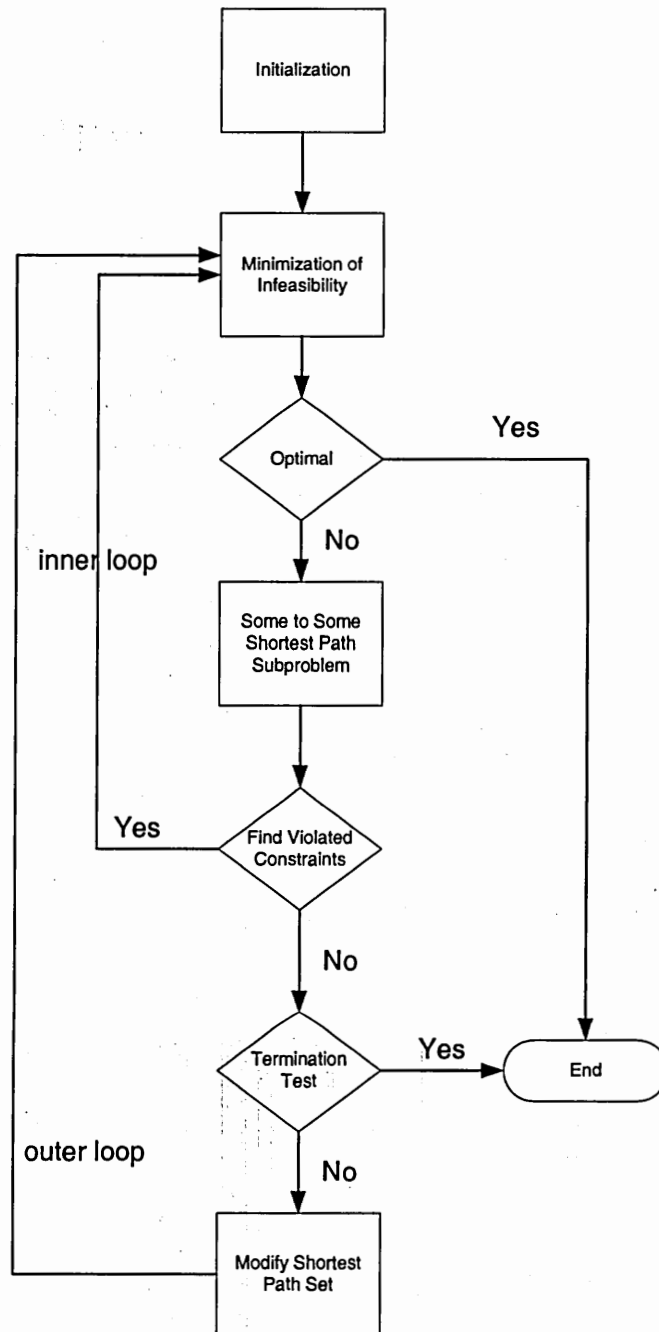 Initialization
Minimization of
Infeasibility
Optimal
Yes
No
inner loop
Some to Some
Shortest Path
Subproblem
Yes
Find Violated
Constraints
No
Termination
Test
Yes
End
outer loop
No
Modify Shortest
Path Set